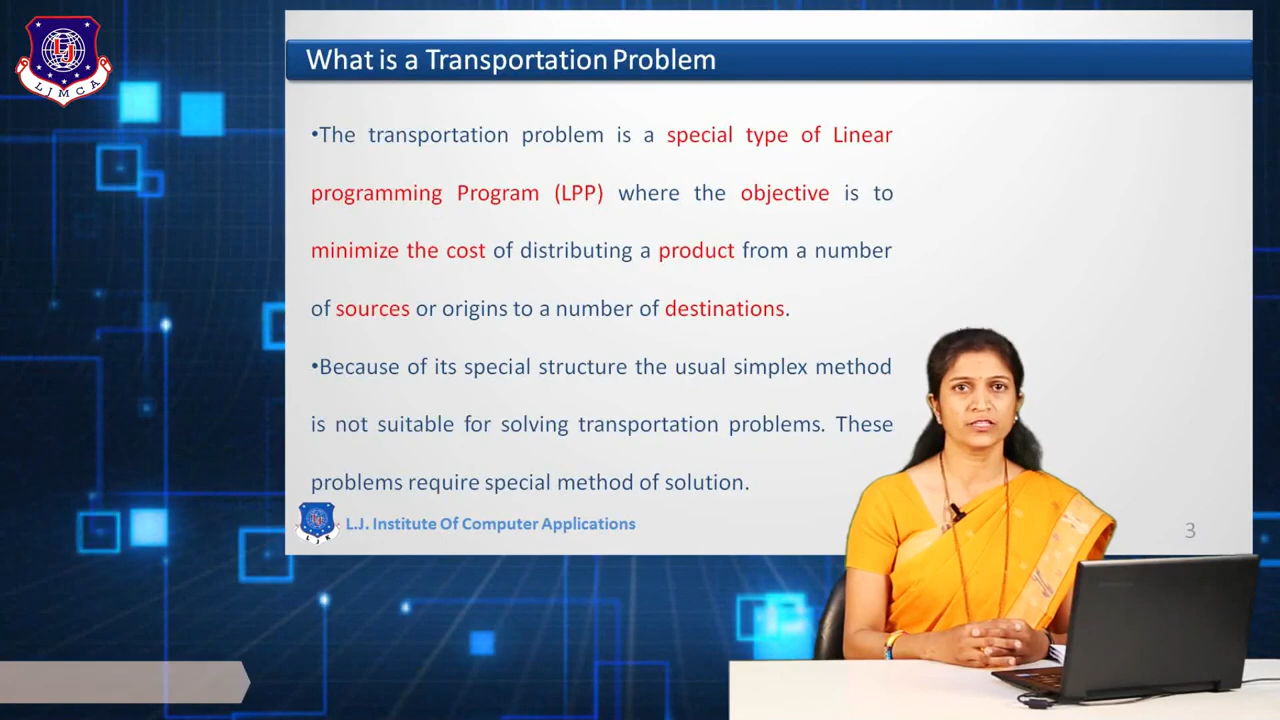 LJ
LJMCA
What is a Transportation Problem
•The transportation problem is a special type of Linear
programming Program (LPP) where the objective is to
minimize the cost of distributing a product from a number
of sources or origins to a number of destinations.
•Because of its special structure the usual simplex method
is not suitable for solving transportation problems. These
problems require special method of solution.
L.J. Institute Of Computer Applications
3